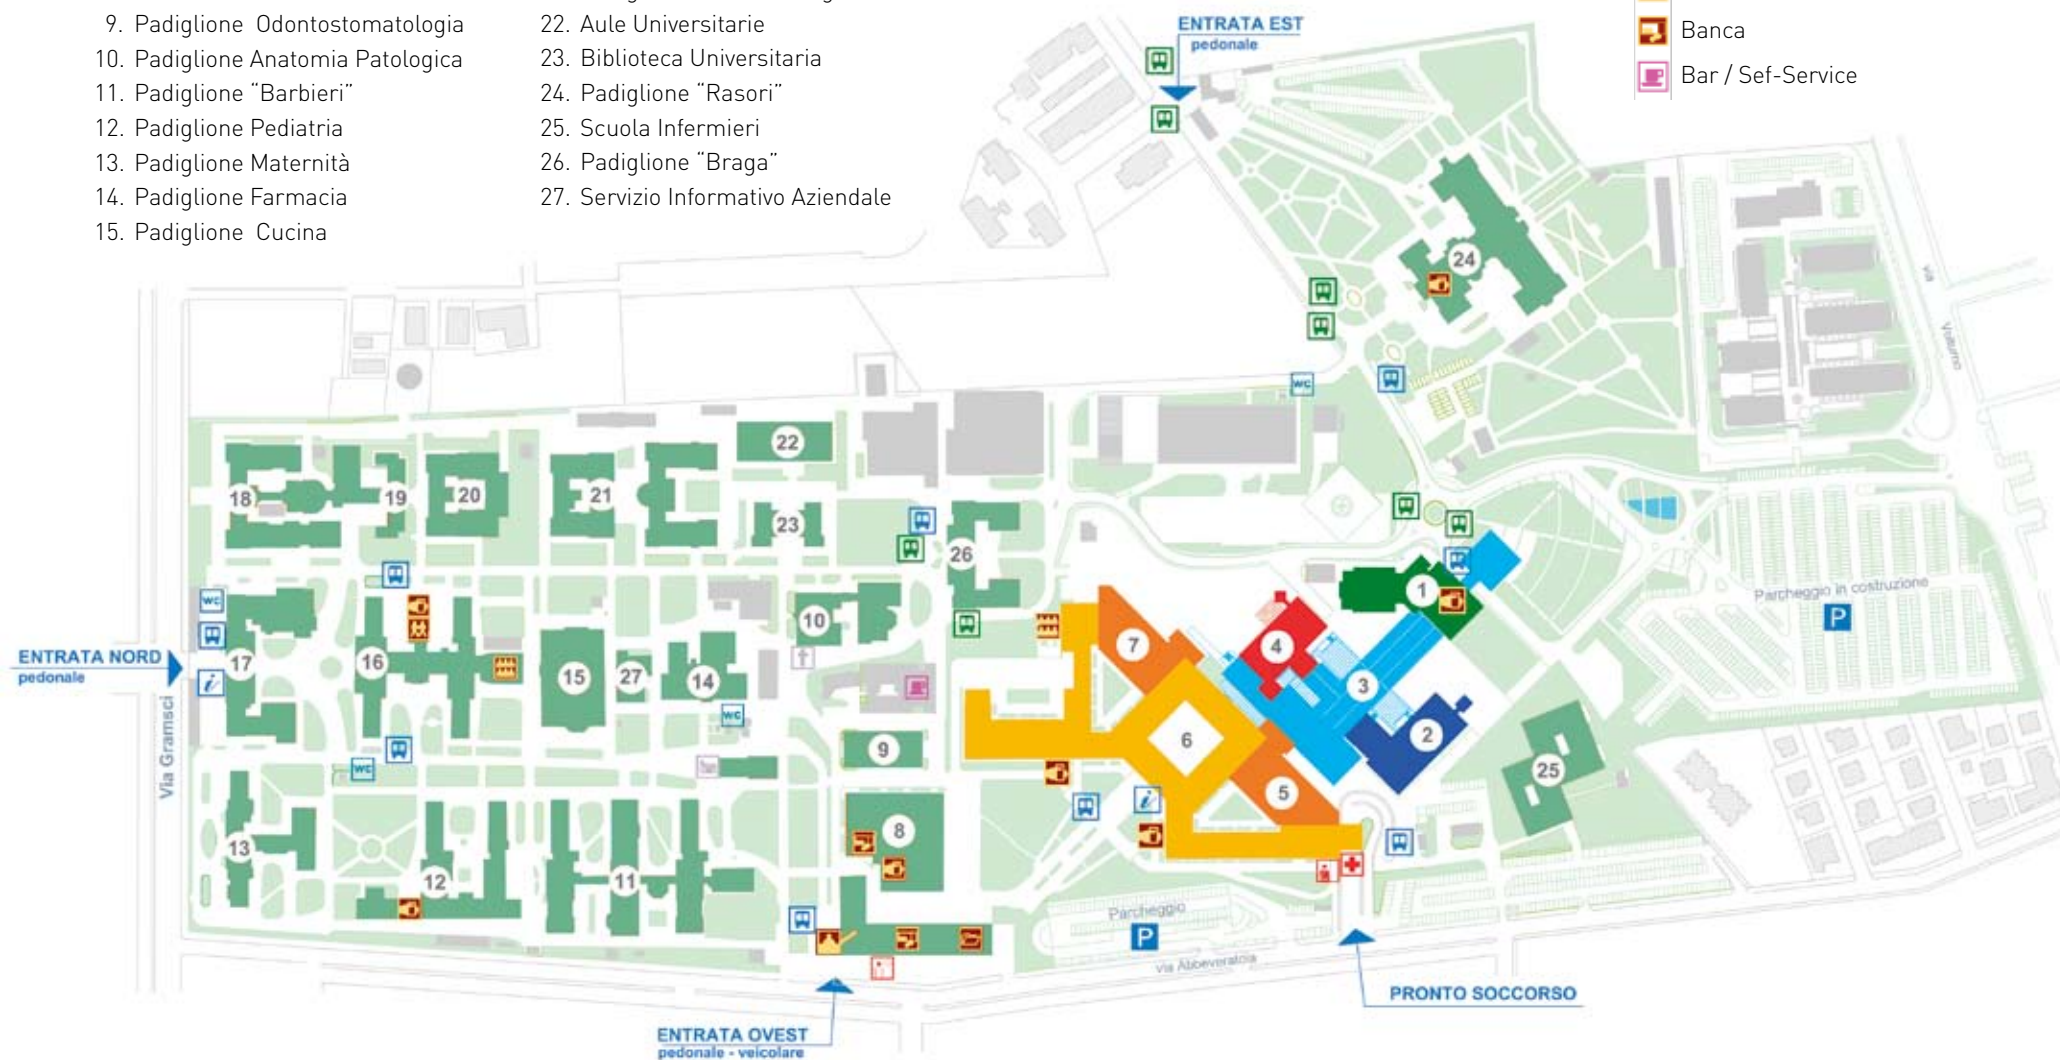 9. Padiglione Odontostomatologia
10. Padiglione Anatomia Patologica
11. Padiglione “Barbieri”
12. Padiglione Pediatria
13. Padiglione Maternità
14. Padiglione Farmacia
15. Padiglione Cucina
22. Aule Universitarie
23. Biblioteca Universitaria
24. Padiglione “Rasori”
25. Scuola Infermieri
26. Padiglione “Braga”
27. Servizio Informativo Aziendale
Banca
Bar / Sef-Service
ENTRATA EST
pedonale
24
via
Volturno
WC
22
18
19
20
21
23
26
1
Parcheggio in costruzione
P
WC
10
7
4
ENTRATA NORD
pedonale
i
17
16
15
27
14
3
Via Gramsci
WC
WC
9
6
2
25
i
5
13
12
11
8
Parcheggio
P
via Abbeveratoia
PRONTO SOCCORSO
ENTRATA OVEST
pedonale - veicolare